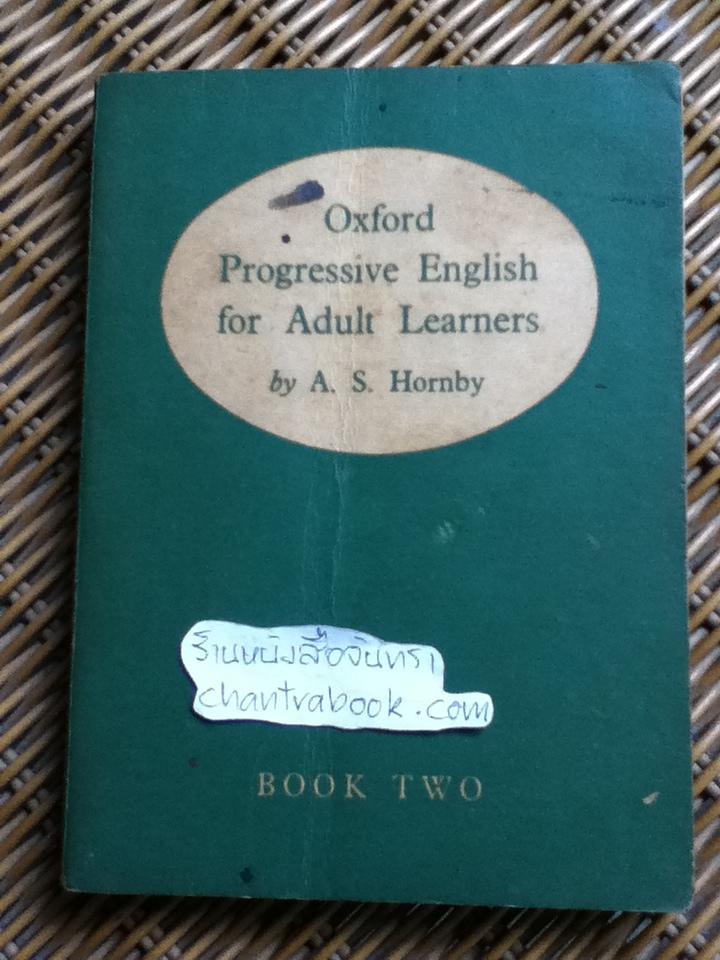 Oxford
Progressive English
for Adult Learners
by A. S. Hornby
ร้านหนังสือจันทรา
chantrabook.com
BOOK TWO